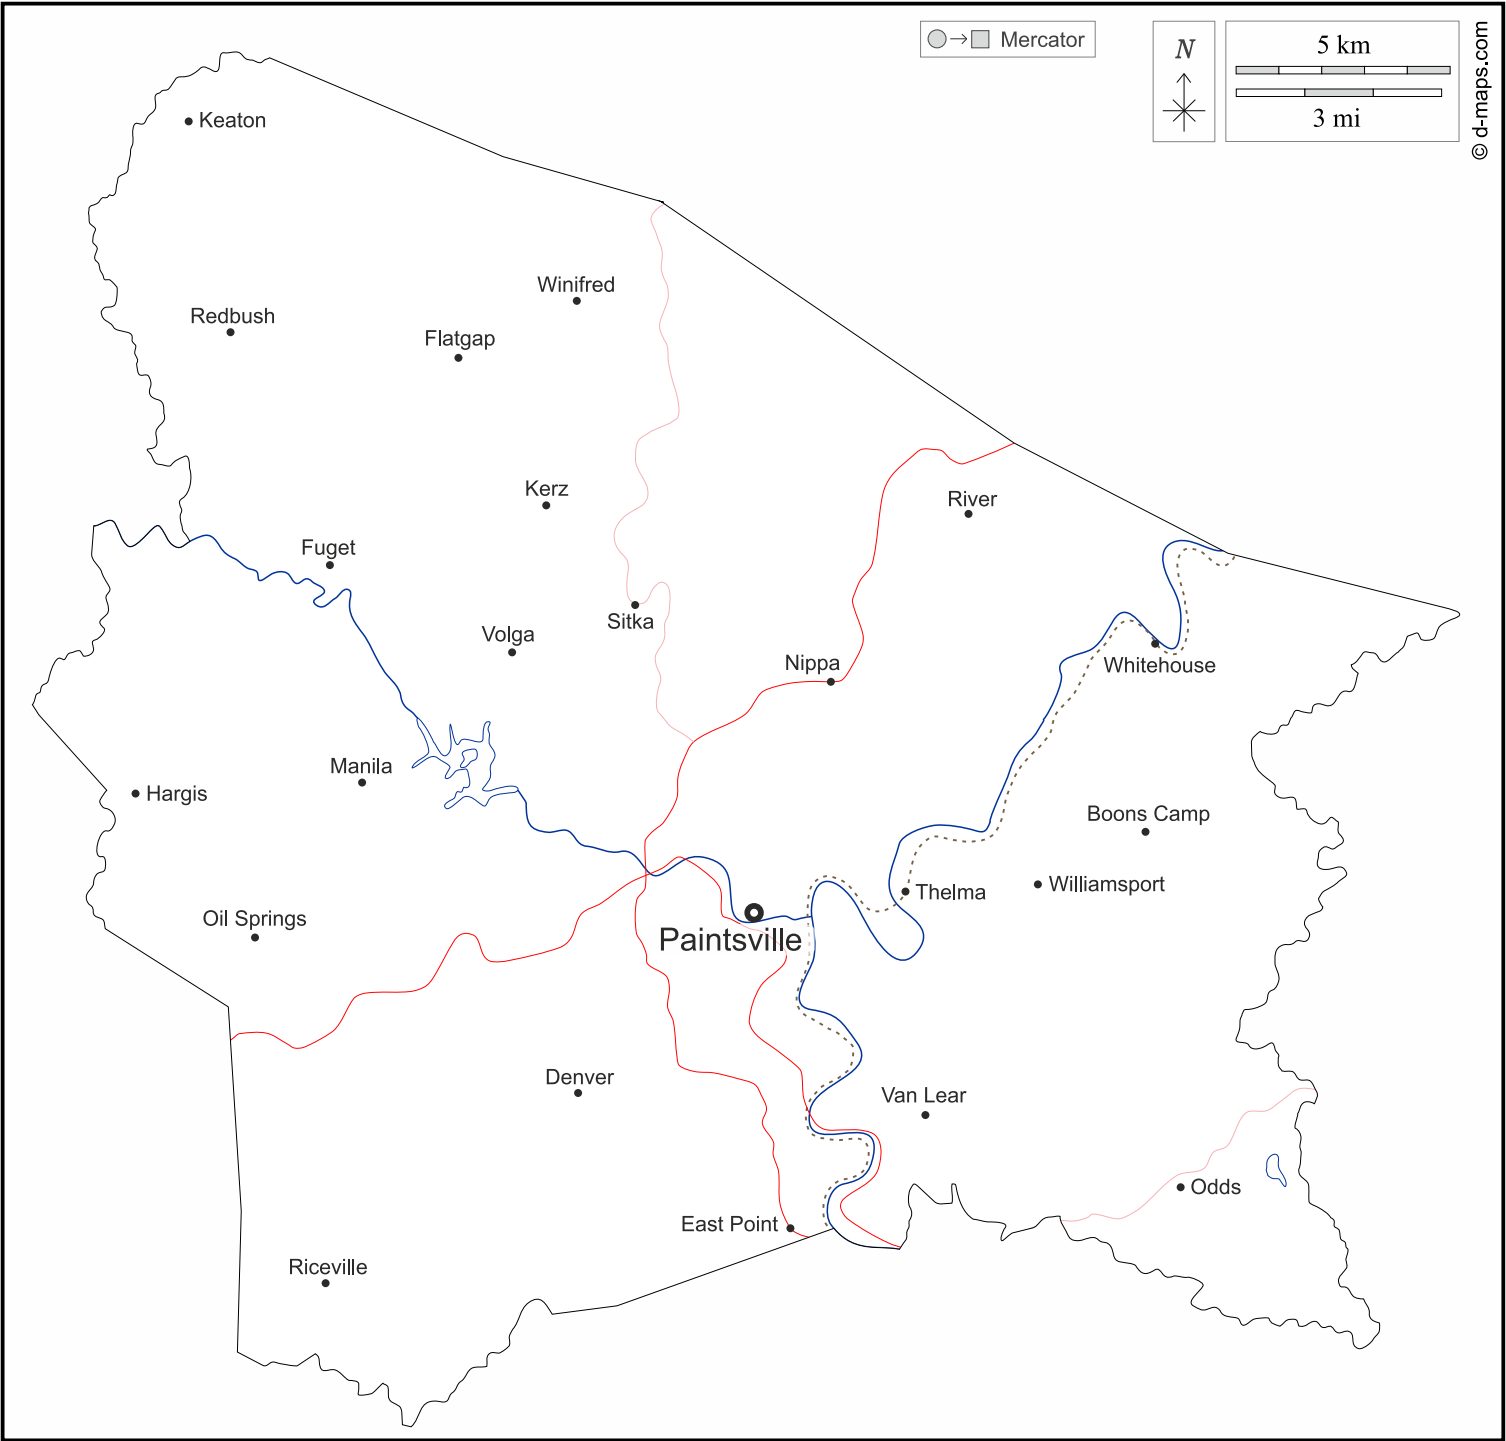 Mercator
N
5 km
3 mi
© d-maps.com
Keaton
Winifred
Redbush
Flatgap
Kerz
River
Fuget
Sitka
Volga
Nippa
Whitehouse
Manila
Hargis
Boons Camp
Williamsport
Thelma
Oil Springs
Paintsville
Denver
Van Lear
Odds
East Point
Riceville